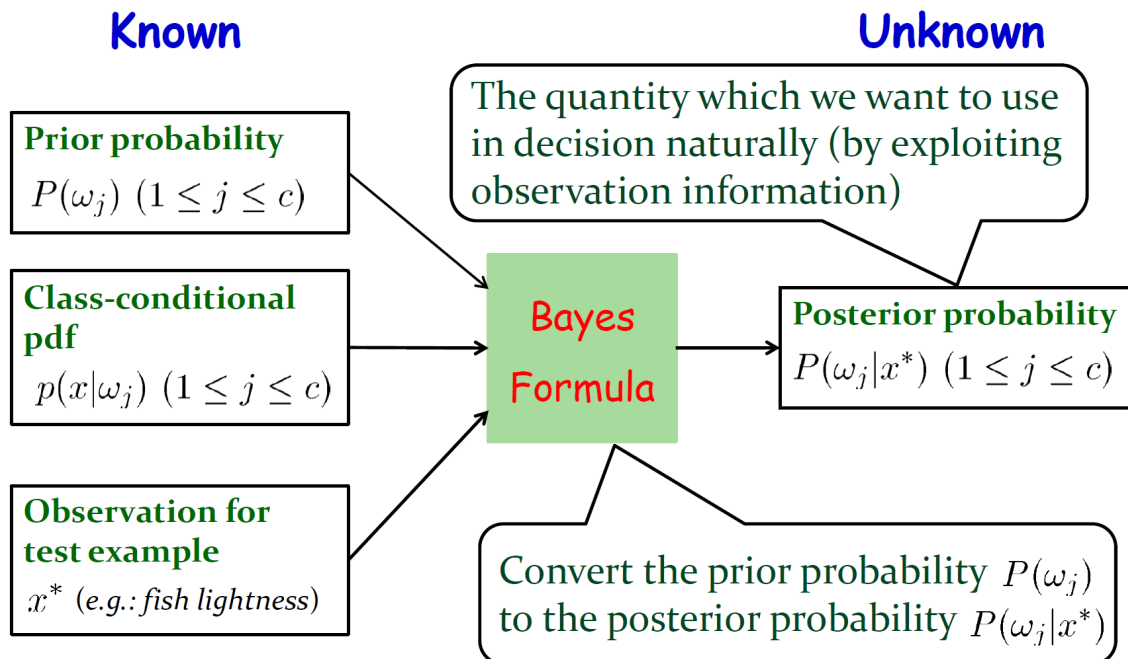 Known
Unknown
The quantity which we want to use
in decision naturally (by exploiting
observation information)
Prior probability
P(ω_j) (1 ≤ j ≤ c)
Class-conditional
pdf
p(x|ω_j) (1 ≤ j ≤ c)
Observation for
test example
x* (e.g.: fish lightness)
Bayes
Formula
Posterior probability
P(ω_j|x*) (1 ≤ j ≤ c)
Convert the prior probability P(ω_j)
to the posterior probability P(ω_j|x*)